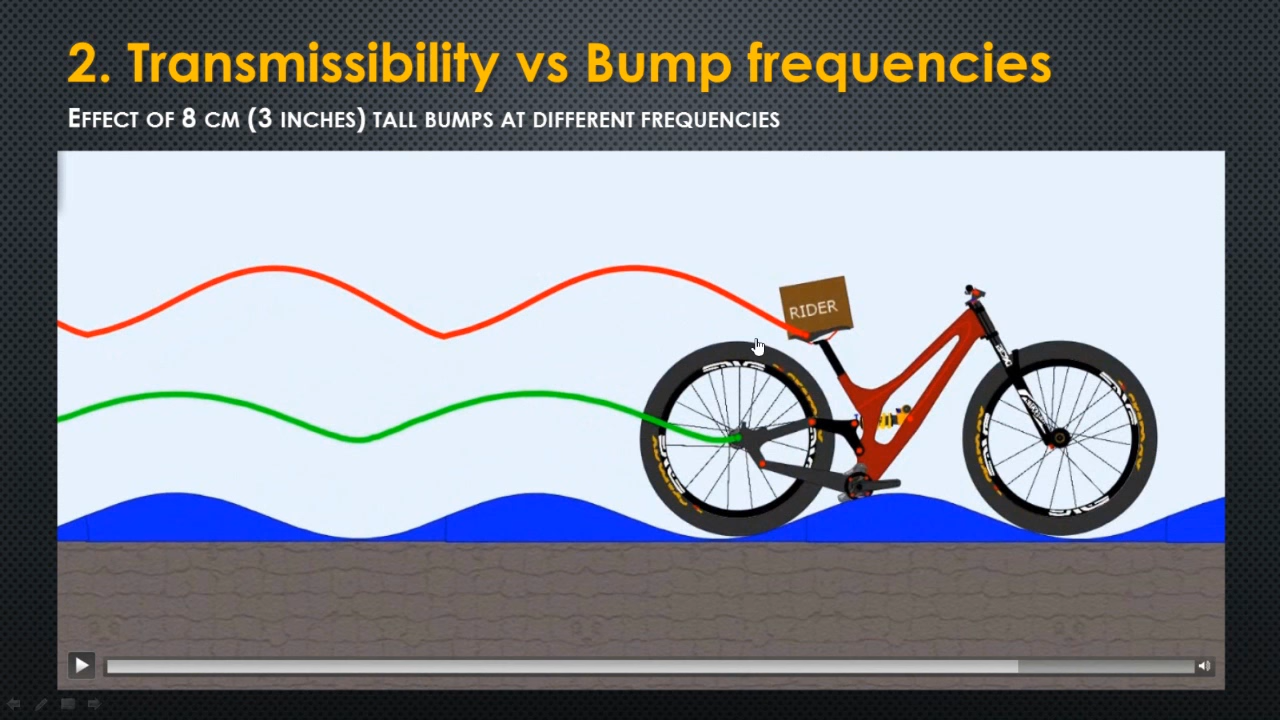 2. Transmissibility vs Bump frequencies
Effect of 8 cm (3 inches) tall bumps at different frequencies
RIDER